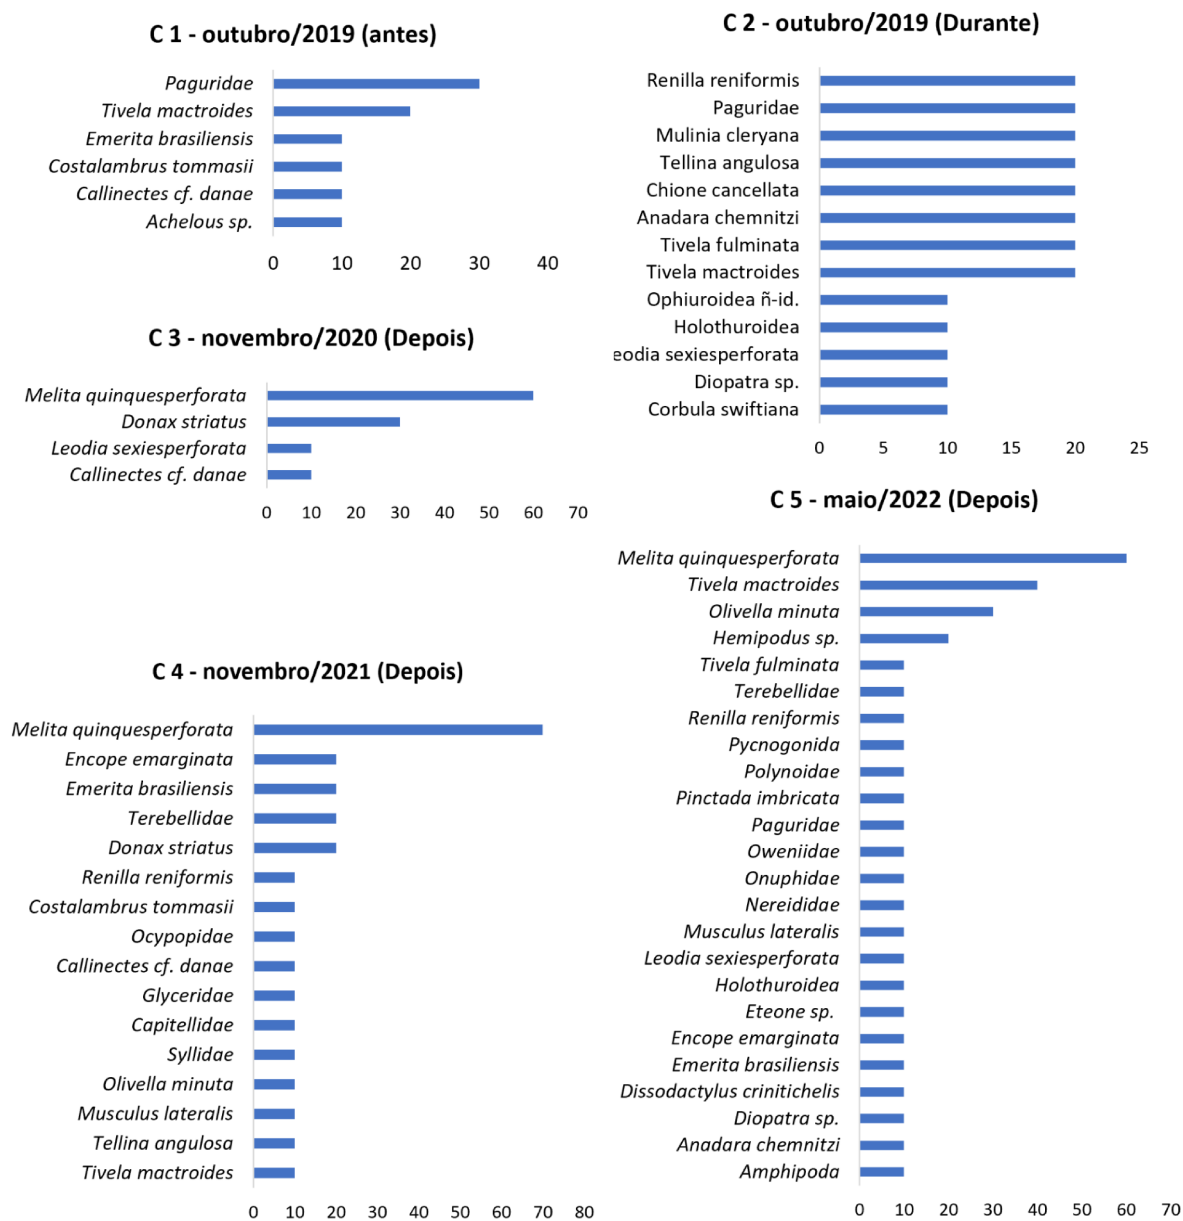 C 1 - outubro/2019 (antes)
Paguridae
Tivela mactroides
Emerita brasiliensis
Costalambrus tommasii
Callinectes cf. danae
Achelous sp.
0 10 20 30 40
C 2 - outubro/2019 (Durante)
Renilla reniformis
Paguridae
Mulinia cleryana
Tellina angulosa
Chione cancellata
Anadara chemnitzi
Tivela fulminata
Tivela mactroides
Ophiuroidea ñ-id.
Holothuroidea
eodia sexiesperforata
Diopatra sp.
Corbula swiftiana
0 5 10 15 20 25
C 3 - novembro/2020 (Depois)
Melita quinquesperforata
Donax striatus
Leodia sexiesperforata
Callinectes cf. danae
0 10 20 30 40 50 60 70
C 4 - novembro/2021 (Depois)
Melita quinquesperforata
Encope emarginata
Emerita brasiliensis
Terebellidae
Donax striatus
Renilla reniformis
Costalambrus tommasii
Ocypopidae
Callinectes cf. danae
Glyceridae
Capitellidae
Syllidae
Olivella minuta
Musculus lateralis
Tellina angulosa
Tivela mactroides
0 10 20 30 40 50 60 70 80
C 5 - maio/2022 (Depois)
Melita quinquesperforata
Tivela mactroides
Olivella minuta
Hemipodus sp.
Tivela fulminata
Terebellidae
Renilla reniformis
Pycnogonida
Polynoidae
Pinctada imbricata
Paguridae
Oweniidae
Onuphidae
Nereididae
Musculus lateralis
Leodia sexiesperforata
Holothuroidea
Eteone sp.
Encope emarginata
Emerita brasiliensis
Dissodactylus crinitichelis
Diopatra sp.
Anadara chemnitzi
Amphipoda
0 10 20 30 40 50 60 70